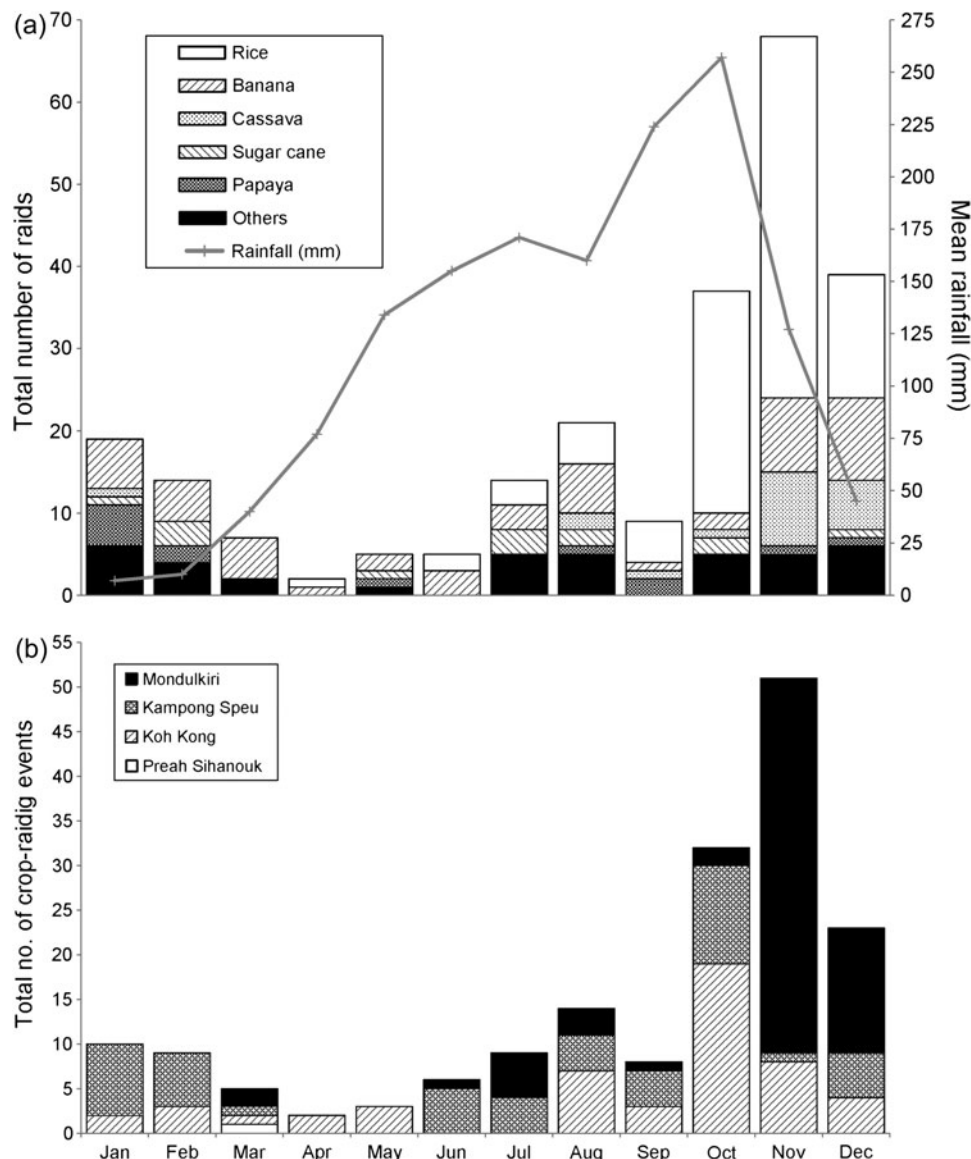 (a)
Total number of raids
70
60
50
40
30
20
10
0
Rice
Banana
Cassava
Sugar cane
Papaya
Others
Rainfall (mm)
275
250
225
200
175
150
125
100
75
50
25
0
Mean rainfall (mm)
(b)
Total no. of crop-raidig events
55
50
45
40
35
30
25
20
15
10
5
0
Mondulkiri
Kampong Speu
Koh Kong
Preah Sihanouk
Jan Feb Mar Apr May Jun Jul Aug Sep Oct Nov Dec